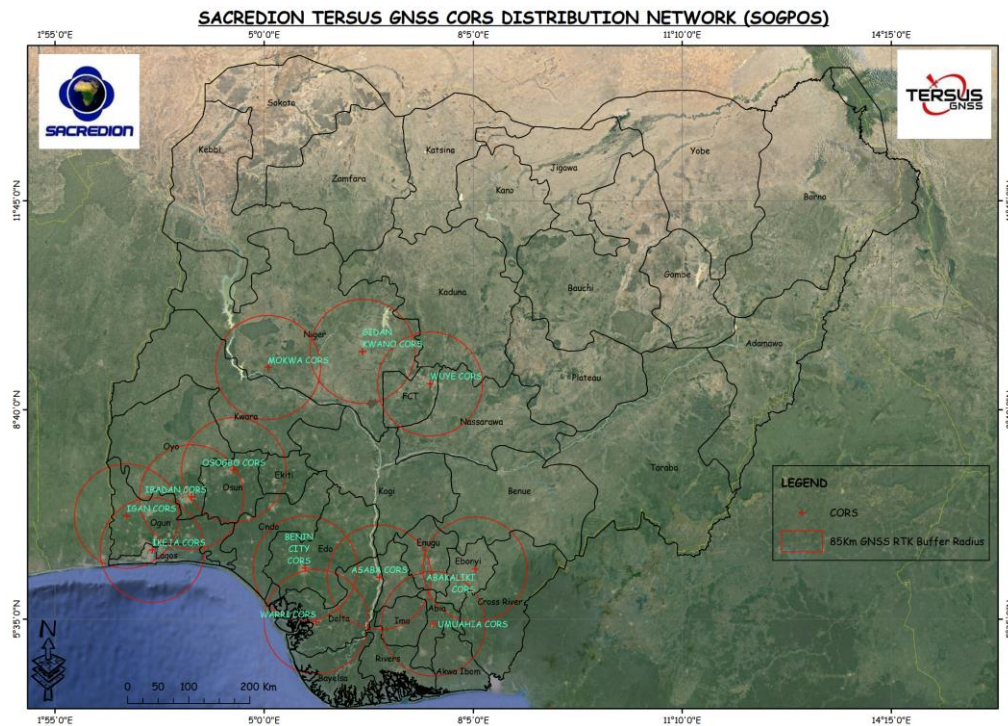 SACREDION TERSUS GNSS CORS DISTRIBUTION NETWORK (SOGPOS)
1°55'0"E
5°0'0"E
8°5'0"E
11°10'0"E
14°15'0"E
SACREDION
TERSUS
GNSS
Sokoto
Kebbi
Zamfara
Katsina
Kano
Jigawa
Yobe
Borno
11°45'0"N
Gombe
Bauchi
Kaduna
Niger
GIDAN
KWANO CORS
MOKWA CORS
WUYE CORS
FCT
Adamawa
Plateau
Nassarawa
8°40'0"N
Kwara
Oyo
OSOGBO CORS
Ekiti
Osun
IBADAN CORS
IGAN CORS
Ogun
IKEJA CORS
Lagos
Ondo
Kogi
Benue
Taraba
BENIN
CITY
CORS
Edo
Enugu
Ebonyi
ASABA CORS
ABAKALIKI
CORS
Cross River
Abia
WARRI CORS
Delta
Imo
UMUAHIA CORS
5°35'0"N
Rivers
Akwa Ibom
Bayelsa
LEGEND
CORS
85Km GNSS RTK Buffer Radius
N
0 50 100 200 Km
1°55'0"E
5°0'0"E
8°5'0"E
11°10'0"E
14°15'0"E